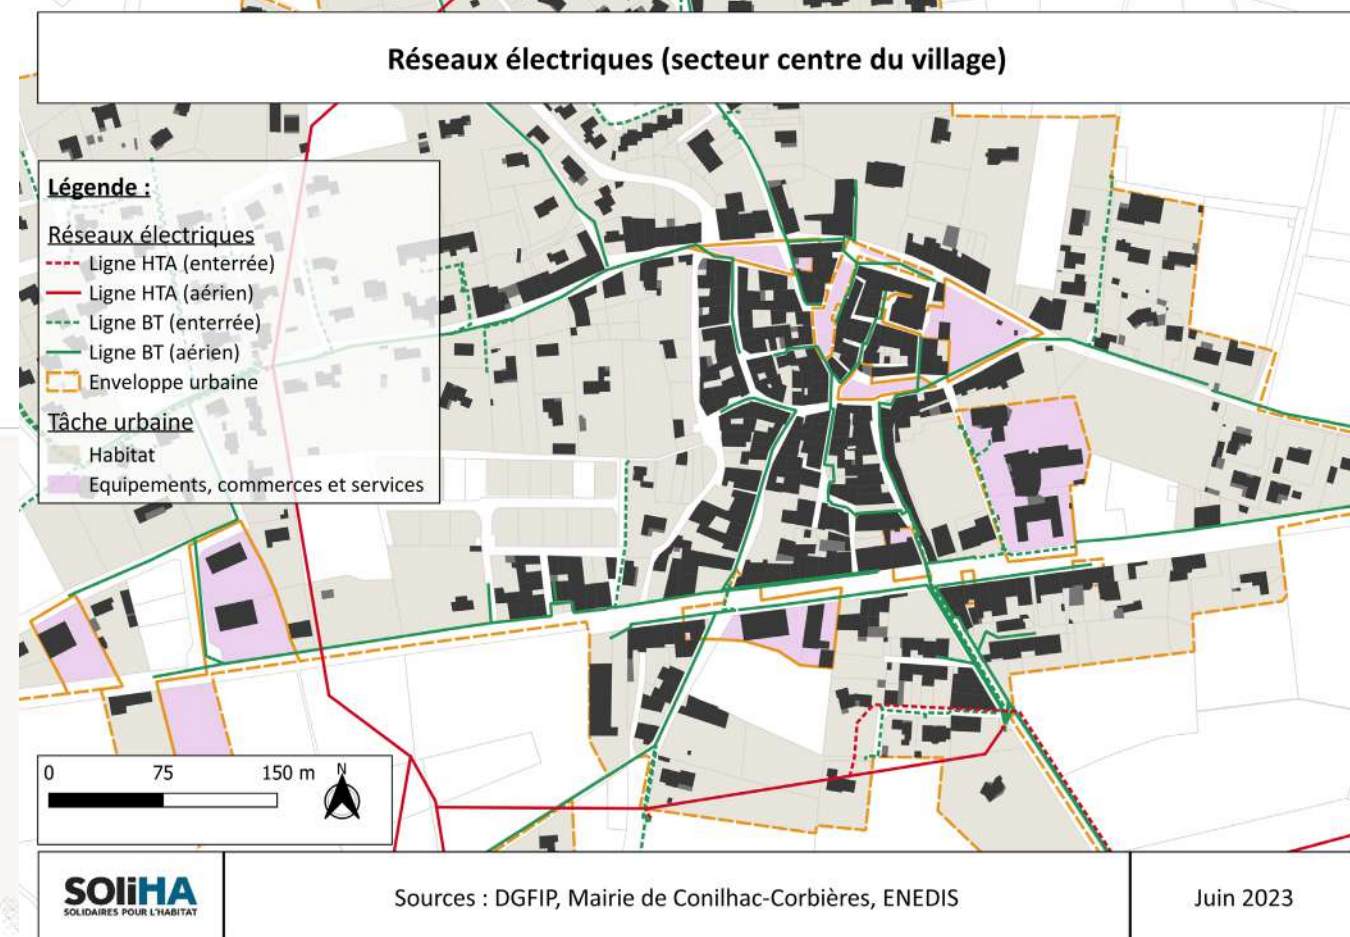 Réseaux électriques (secteur centre du village)
Légende :
Réseaux électriques
Ligne HTA (enterrée)
Ligne HTA (aérien)
Ligne BT (enterrée)
Ligne BT (aérien)
Enveloppe urbaine
Tâche urbaine
Habitat
Equipements, commerces et services
0 75 150 m N
SOLiHA
SOLIDAIRES POUR L'HABITAT
Sources : DGFIP, Mairie de Conilhac-Corbières, ENEDIS
Juin 2023